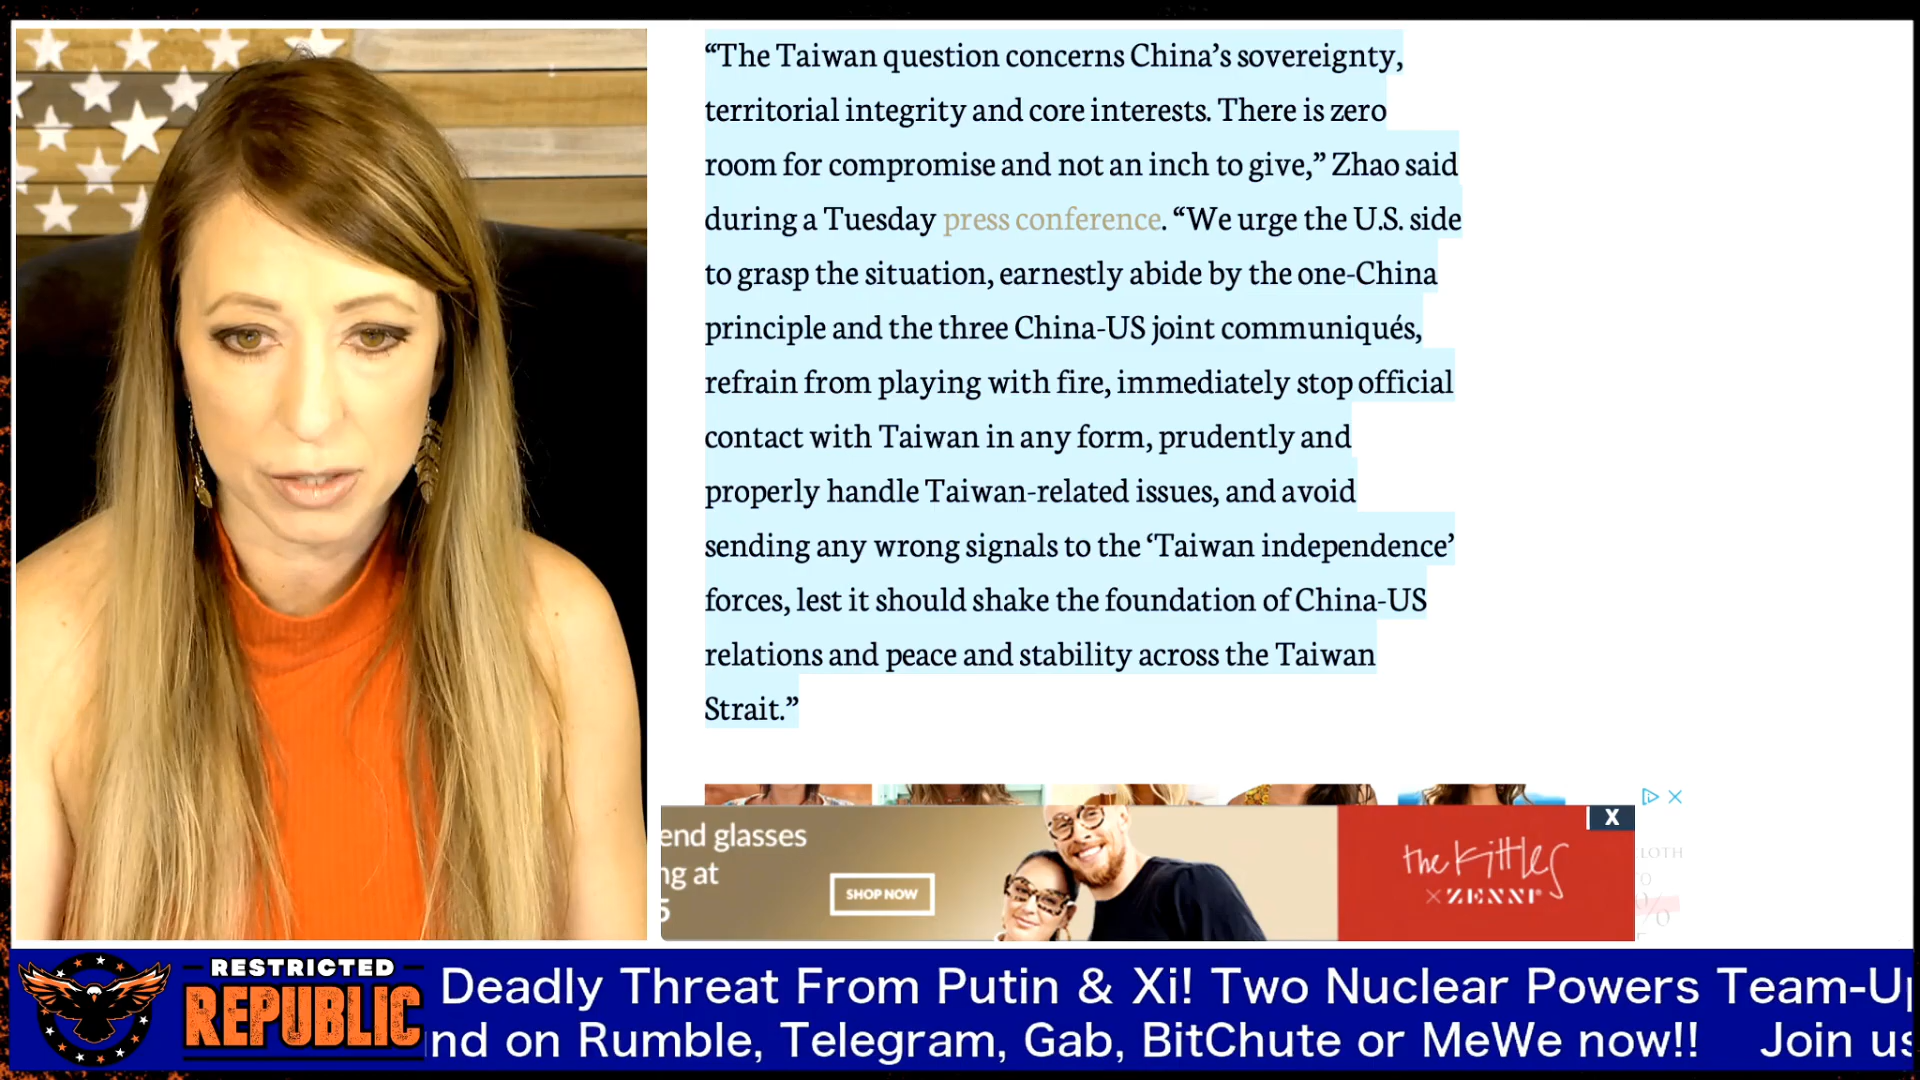 “The Taiwan question concerns China’s sovereignty,
territorial integrity and core interests. There is zero
room for compromise and not an inch to give,” Zhao said
during a Tuesday press conference. “We urge the U.S. side
to grasp the situation, earnestly abide by the one-China
principle and the three China-US joint communiqués,
refrain from playing with fire, immediately stop official
contact with Taiwan in any form, prudently and
properly handle Taiwan-related issues, and avoid
sending any wrong signals to the ‘Taiwan independence’
forces, lest it should shake the foundation of China-US
relations and peace and stability across the Taiwan
Strait.”
end glasses
ng at
5
SHOP NOW
the Kittles
×ZENNI®
X
LOTH
%
RESTRICTED
REPUBLIC
Deadly Threat From Putin & Xi! Two Nuclear Powers Team-Up
nd on Rumble, Telegram, Gab, BitChute or MeWe now!! Join us